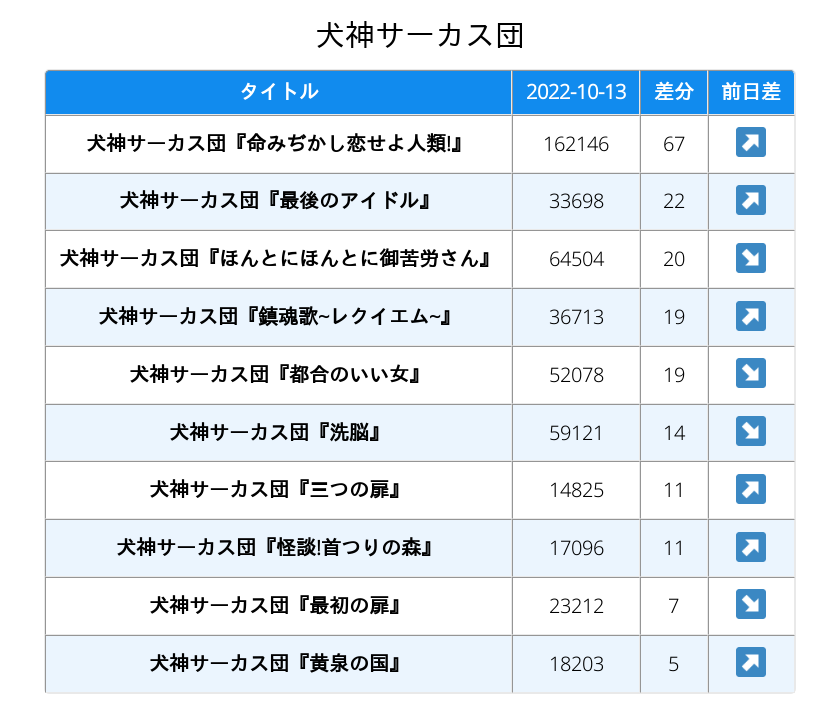 犬神サーカス団
タイトル 2022-10-13 差分 前日差
犬神サーカス団『命みぢかし恋せよ人類!』 162146 67 ↗
犬神サーカス団『最後のアイドル』 33698 22 ↗
犬神サーカス団『ほんとにほんとに御苦労さん』 64504 20 ↘
犬神サーカス団『鎮魂歌~レクイエム~』 36713 19 ↗
犬神サーカス団『都合のいい女』 52078 19 ↘
犬神サーカス団『洗脳』 59121 14 ↘
犬神サーカス団『三つの扉』 14825 11 ↗
犬神サーカス団『怪談!首つりの森』 17096 11 ↗
犬神サーカス団『最初の扉』 23212 7 ↘
犬神サーカス団『黄泉の国』 18203 5 ↗